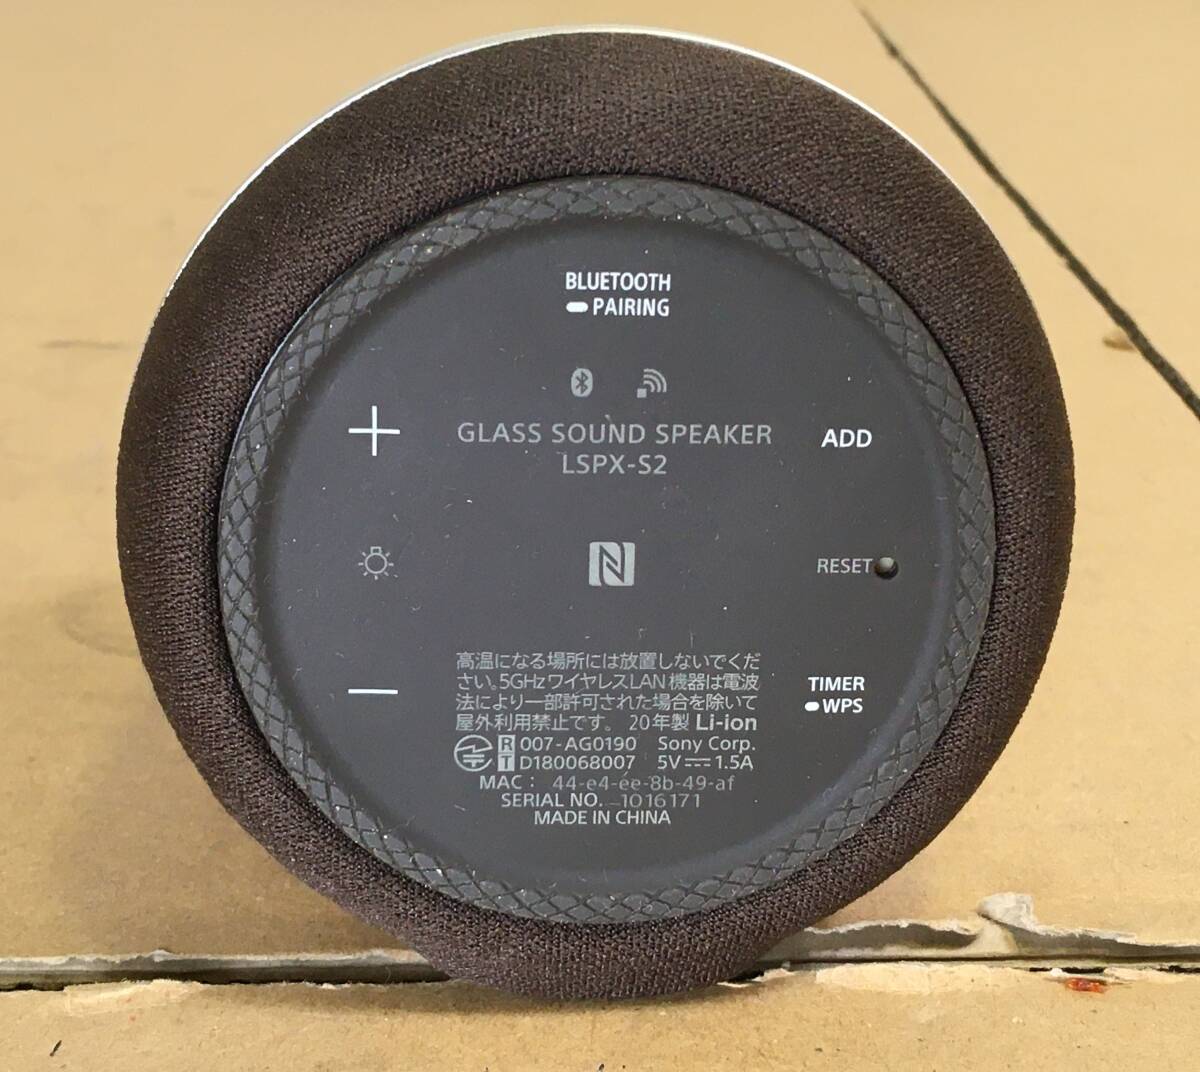 BLUETOOTH
PAIRING
GLASS SOUND SPEAKER
LSPX-S2
ADD
RESET
高温になる場所には放置しないでくだ
さい。5GHzワイヤレスLAN機器は電波
法により一部許可された場合を除いて
屋外利用禁止です。 20年製 Li-ion
R 007-AG0190 Sony Corp.
T D180068007 5V 1.5A
MAC： 44-e4-ee-8b-49-af
SERIAL NO. 1016171
MADE IN CHINA
TIMER
WPS